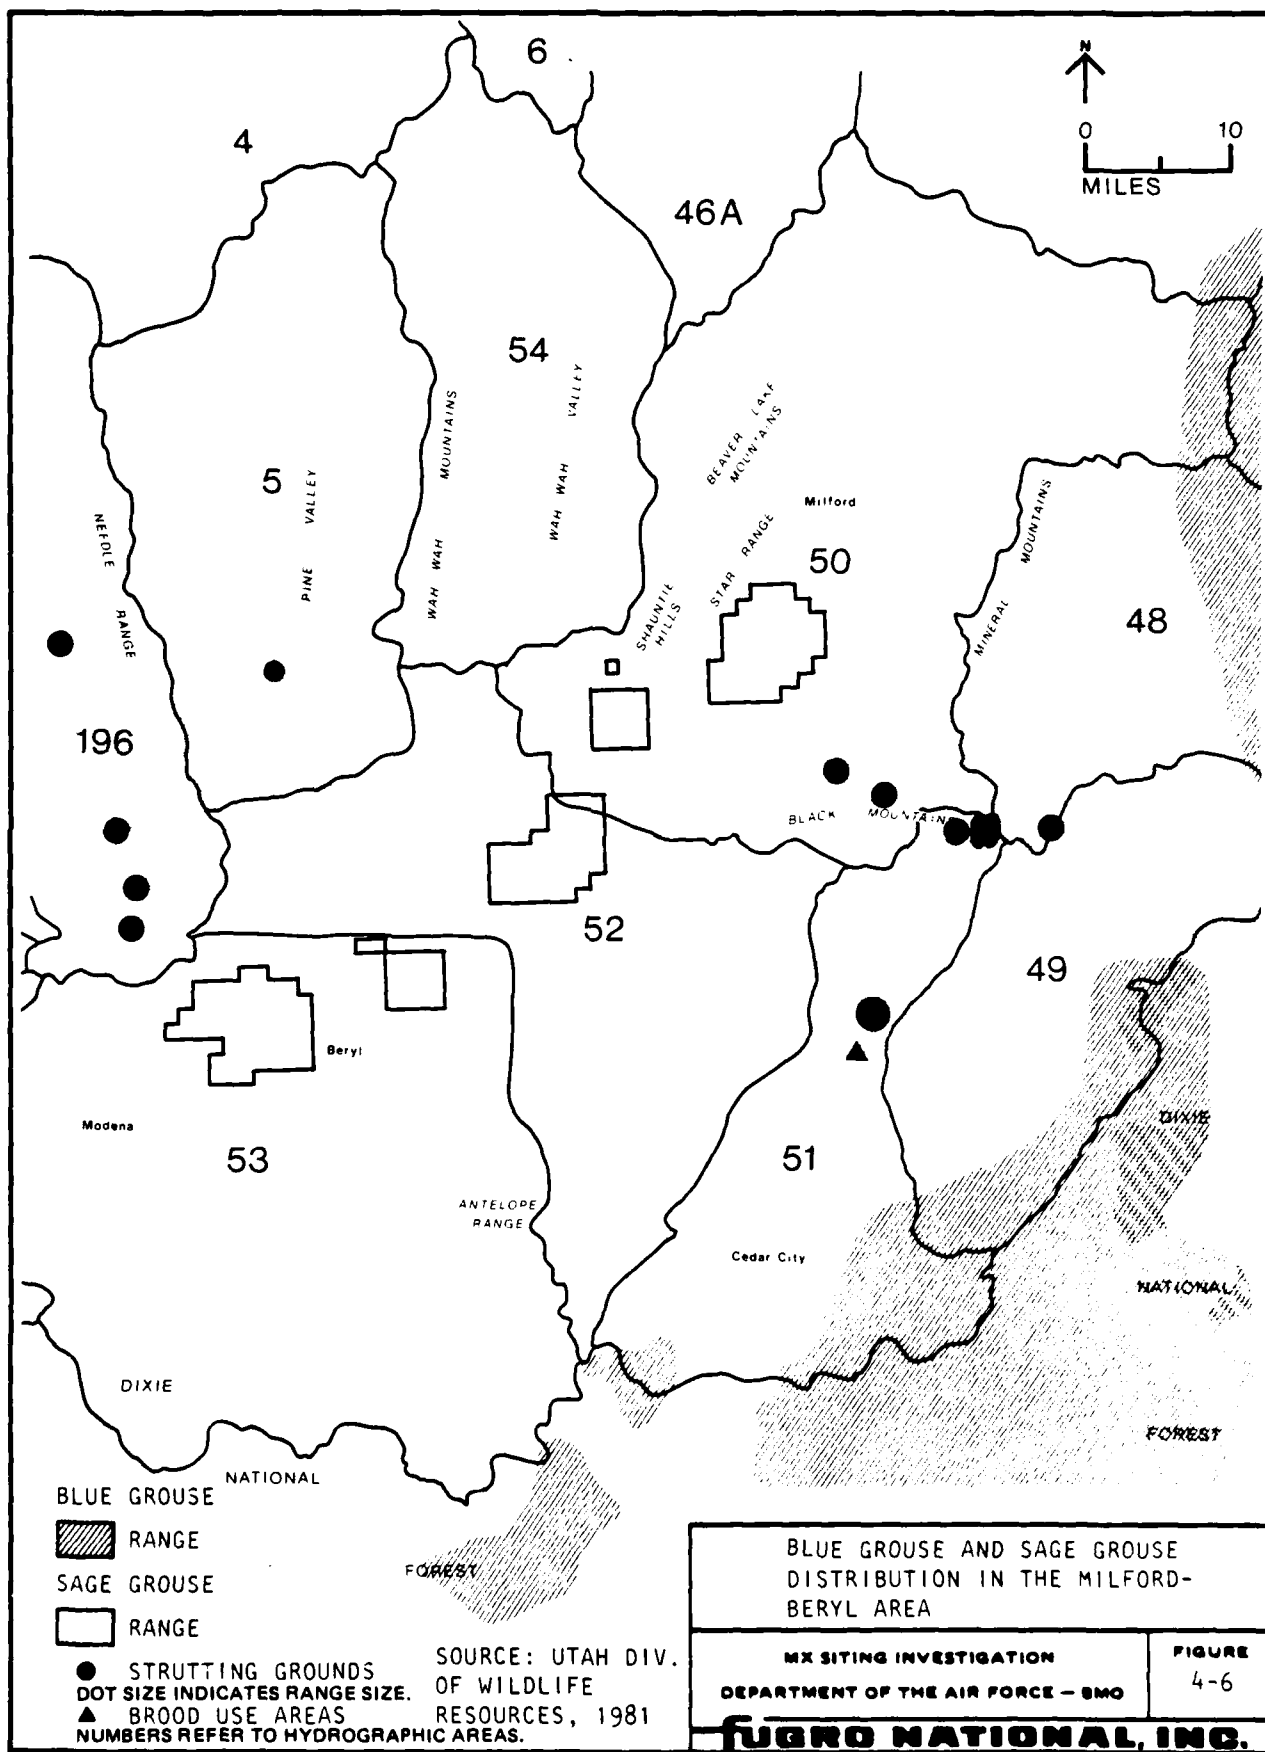 6
4
N
0 10
MILES
46A
54
WAH WAH VALLEY
WAH WAH MOUNTAINS
BEAVER LAKE
MOUNTAINS
5
PINE VALLEY
NEEDLE RANGE
Milford
STAR RANGE
50
SHAUNTIE
HILLS
MINERAL MOUNTAINS
48
196
BLACK MOUNTAIN
52
49
Beryl
Modena
53
51
DIXIE
ANTELOPE
RANGE
Cedar City
NATIONAL
DIXIE
FOREST
NATIONAL
FOREST
BLUE GROUSE
RANGE
SAGE GROUSE
RANGE
STRUTTING GROUNDS
DOT SIZE INDICATES RANGE SIZE.
BROOD USE AREAS
NUMBERS REFER TO HYDROGRAPHIC AREAS.
SOURCE: UTAH DIV.
OF WILDLIFE
RESOURCES, 1981
BLUE GROUSE AND SAGE GROUSE
DISTRIBUTION IN THE MILFORD-
BERYL AREA
MX SITING INVESTIGATION
DEPARTMENT OF THE AIR FORCE — BMO
FIGURE
4-6
FUGRO NATIONAL, INC.